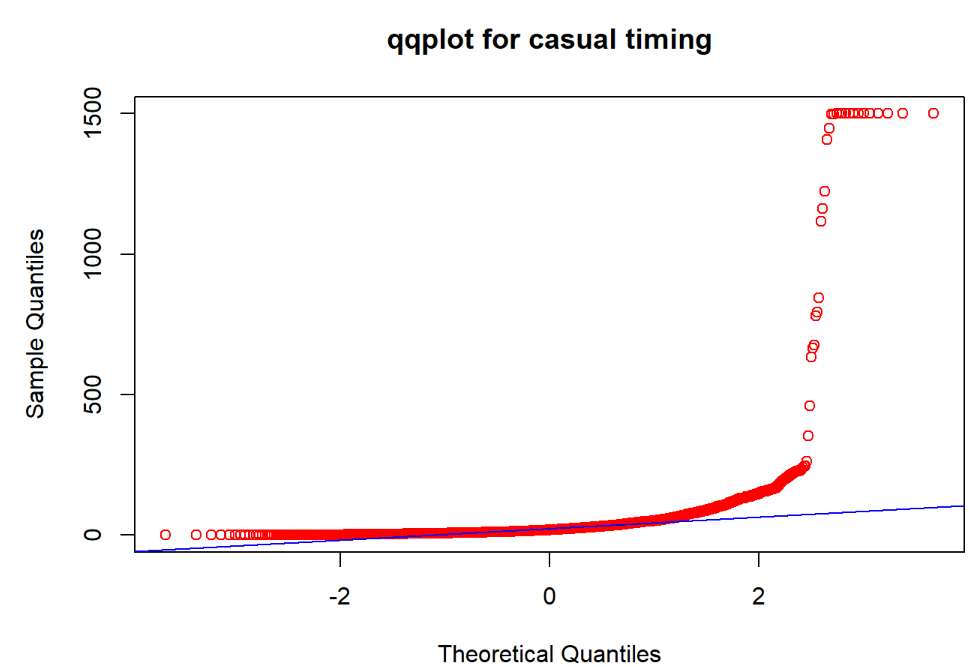 qqplot for casual timing
Sample Quantiles
1500
1000
500
0
-2
0
2
Theoretical Quantiles